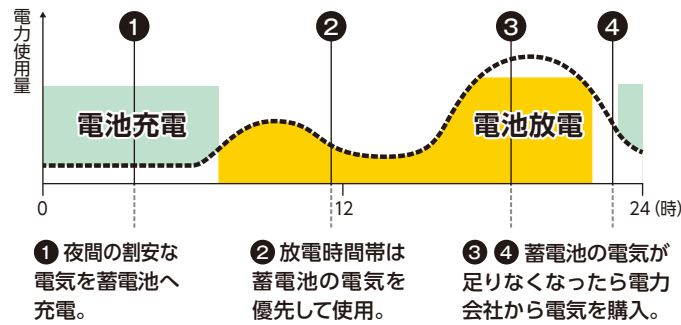 電力使用量
1 2 3 4
電池充電
電池放電
0 12 24 (時)
1 夜間の割安な
電気を蓄電池へ
充電。
2 放電時間帯は
蓄電池の電気を
優先して使用。
3 4 蓄電池の電気が
足りなくなったら電力
会社から電気を購入。